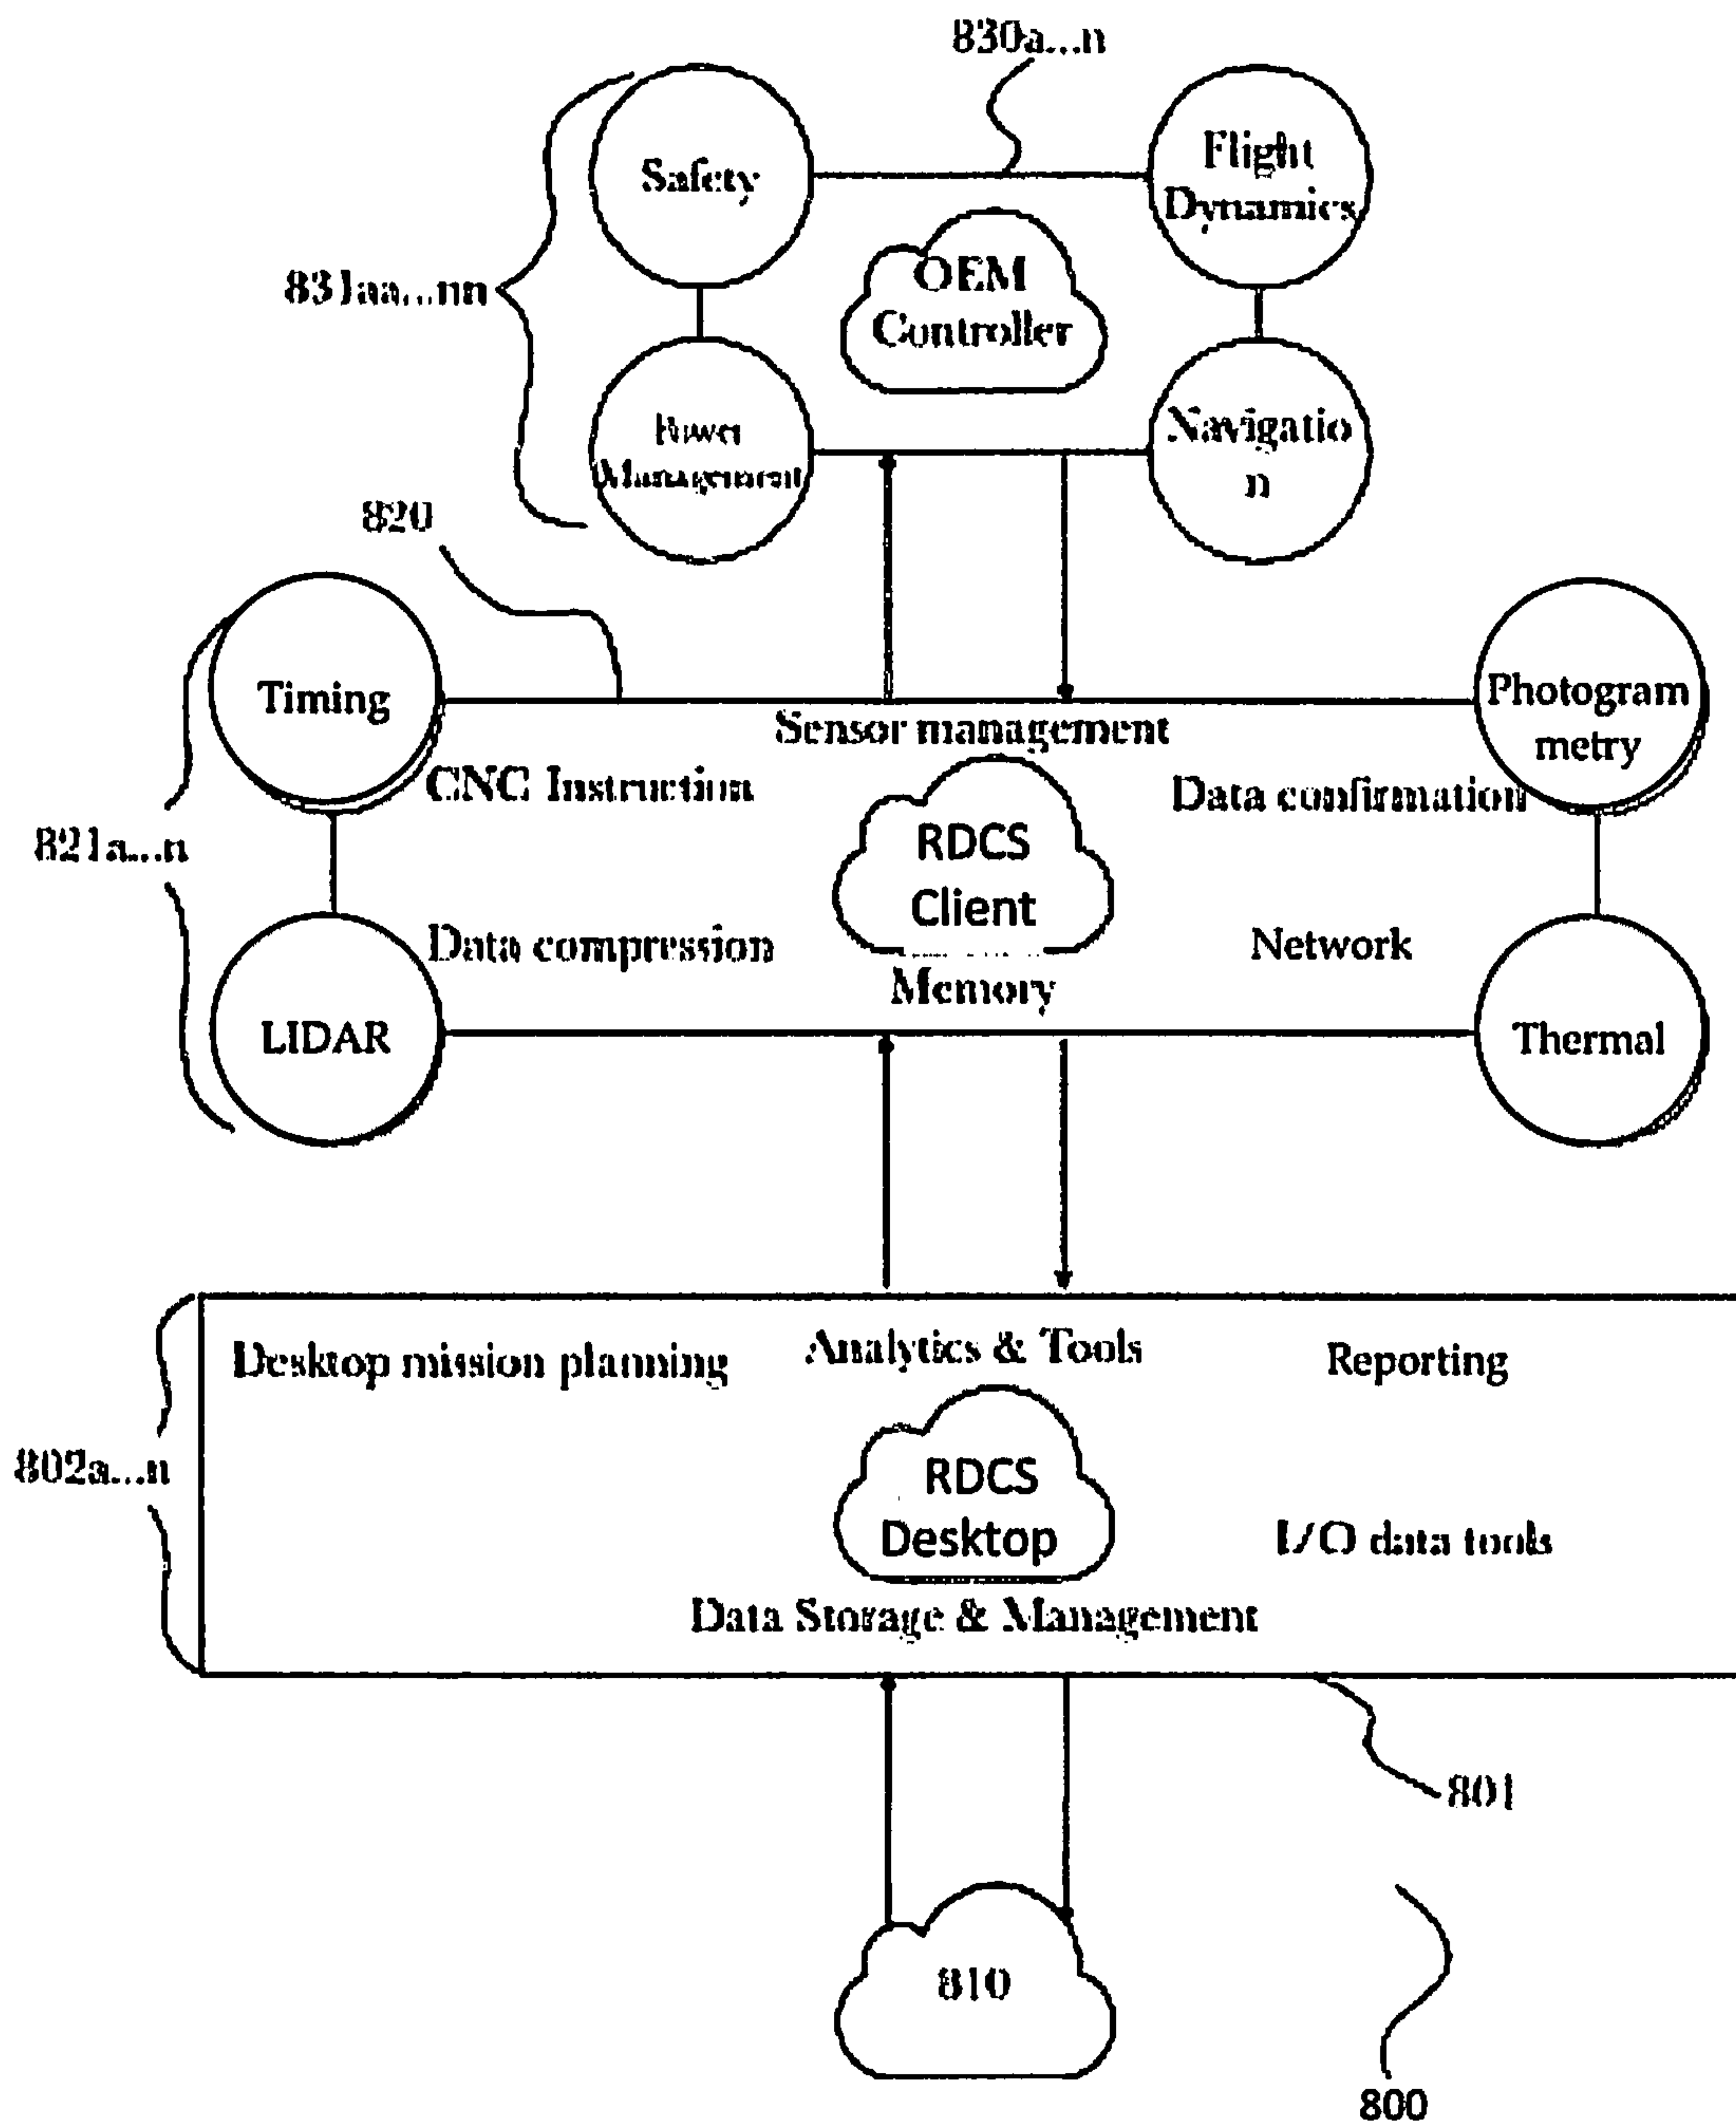 830a...n
Safety
Flight
Dynamics
831aa...nn
OEM
Controller
Power
Management
Navigatio
n
820
Timing
Photogram
metry
Sensor management
CNC Instruction
Data confirmation
821a...n
RDCS
Client
Data compression
Network
Memory
LIDAR
Thermal
Desktop mission planning
Analytics & Tools
Reporting
802a...n
RDCS
Desktop
I/O data tools
Data Storage & Management
801
810
800